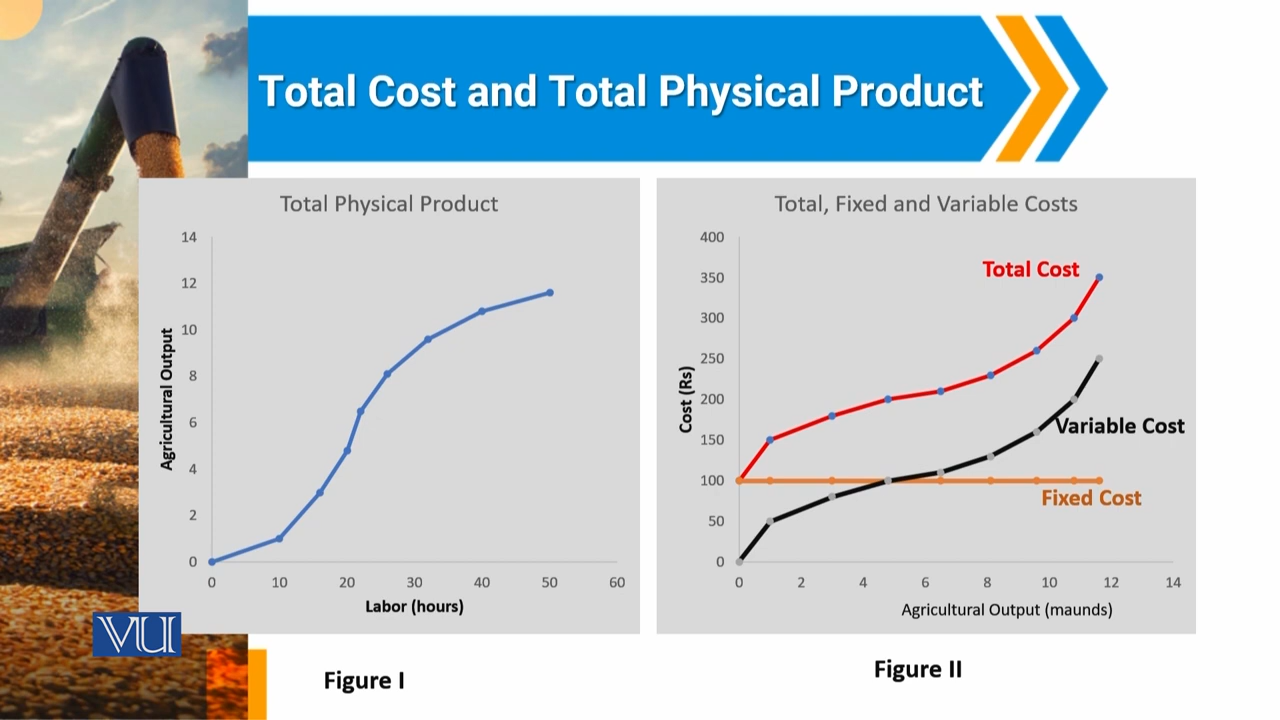 Total Cost and Total Physical Product
Total Physical Product
14
12
10
8
6
4
2
0
Agricultural Output
0 10 20 30 40 50 60
Labor (hours)
Figure I
Total, Fixed and Variable Costs
400
350
300
250
200
150
100
50
0
Cost (Rs)
Total Cost
Variable Cost
Fixed Cost
0 2 4 6 8 10 12 14
Agricultural Output (maunds)
Figure II
VU